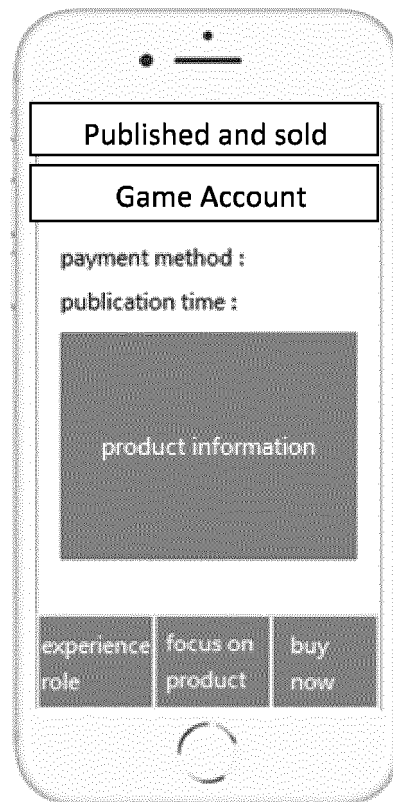 Published and sold
Game Account
payment method :
publication time :
product information
experience
role
focus on
product
buy
now